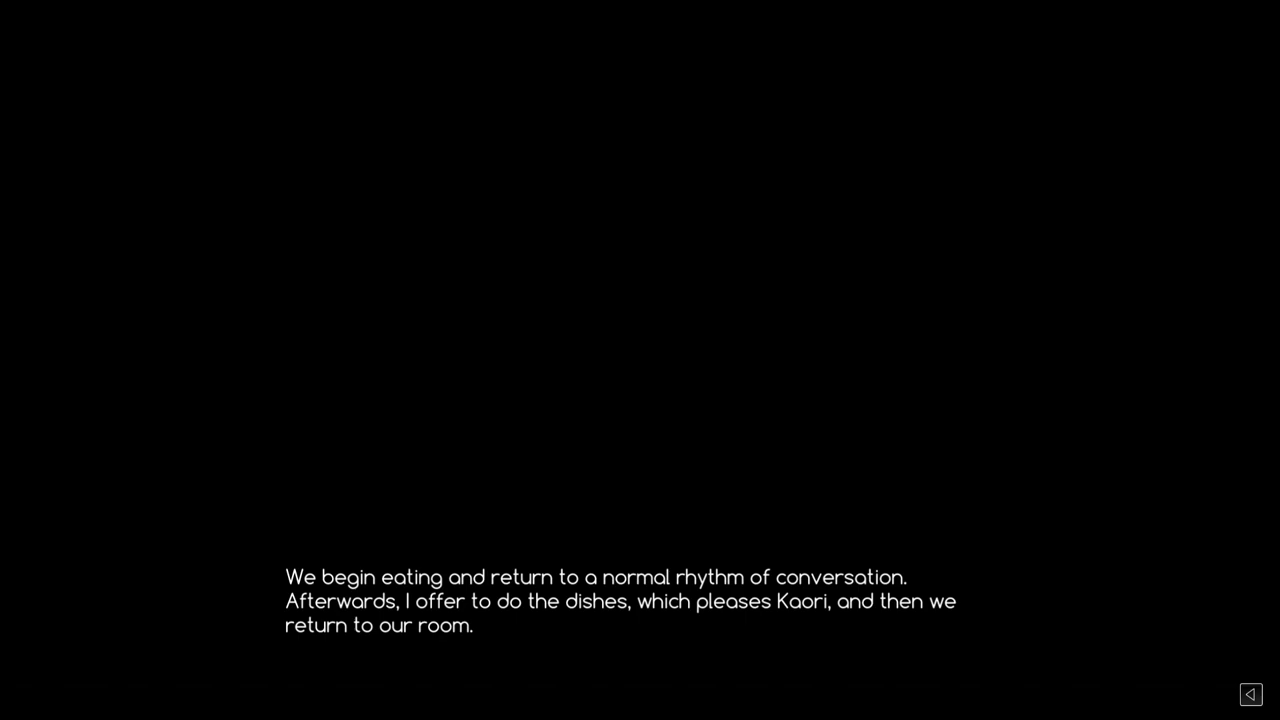 We begin eating and return to a normal rhythm of conversation.
Afterwards, I offer to do the dishes, which pleases Kaori, and then we
return to our room.